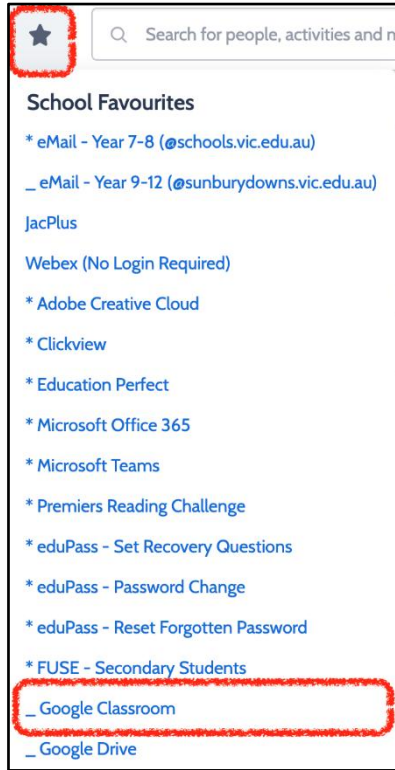 Search for people, activities and
School Favourites
* eMail - Year 7-8 (@schools.vic.edu.au)
_ eMail - Year 9-12 (@sunburydowns.vic.edu.au)
JacPlus
Webex (No Login Required)
* Adobe Creative Cloud
* Clickview
* Education Perfect
* Microsoft Office 365
* Microsoft Teams
* Premiers Reading Challenge
* eduPass - Set Recovery Questions
* eduPass - Password Change
* eduPass - Reset Forgotten Password
* FUSE - Secondary Students
_ Google Classroom
_ Google Drive